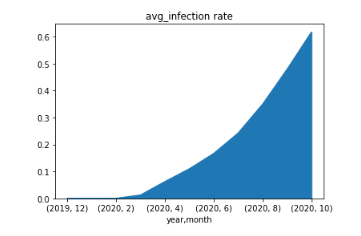 avg_infection rate
0.6
0.5
0.4
0.3
0.2
0.1
0.0
(2019, 12) (2020, 2) (2020, 4) (2020, 6) (2020, 8) (2020, 10)
year,month